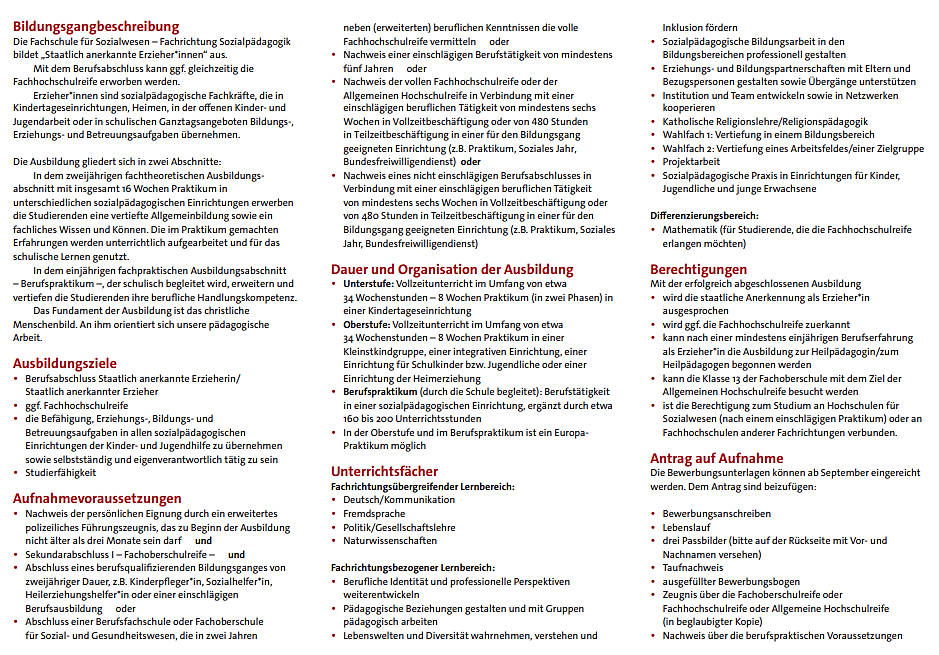 Bildungsgangbeschreibung
Die Fachschule für Sozialwesen – Fachrichtung Sozialpädagogik
bildet „Staatlich anerkannte Erzieher*innen“ aus.
Mit dem Berufsabschluss kann ggf. gleichzeitig die
Fachhochschulreife erworben werden.
Erzieher*innen sind sozialpädagogische Fachkräfte, die in
Kindertageseinrichtungen, Heimen, in der offenen Kinder- und
Jugendarbeit oder in schulischen Ganztagsangeboten Bildungs-,
Erziehungs- und Betreuungsaufgaben übernehmen.
Die Ausbildung gliedert sich in zwei Abschnitte:
In dem zweijährigen fachtheoretischen Ausbildungs-
abschnitt mit insgesamt 16 Wochen Praktikum in
unterschiedlichen sozialpädagogischen Einrichtungen erwerben
die Studierenden eine vertiefte Allgemeinbildung sowie ein
fachliches Wissen und Können. Die im Praktikum gemachten
Erfahrungen werden unterrichtlich aufgearbeitet und für das
schulische Lernen genutzt.
In dem einjährigen fachpraktischen Ausbildungsabschnitt
– Berufspraktikum –, der schulisch begleitet wird, erweitern und
vertiefen die Studierenden ihre berufliche Handlungskompetenz.
Das Fundament der Ausbildung ist das christliche
Menschenbild. An ihm orientiert sich unsere pädagogische
Arbeit.
Ausbildungsziele
• Berufsabschluss Staatlich anerkannte Erzieherin/
Staatlich anerkannter Erzieher
• ggf. Fachhochschulreife
• die Befähigung, Erziehungs-, Bildungs- und
Betreuungsaufgaben in allen sozialpädagogischen
Einrichtungen der Kinder- und Jugendhilfe zu übernehmen
sowie selbstständig und eigenverantwortlich tätig zu sein
• Studierfähigkeit
Aufnahmevoraussetzungen
• Nachweis der persönlichen Eignung durch ein erweitertes
polizeiliches Führungszeugnis, das zu Beginn der Ausbildung
nicht älter als drei Monate sein darf und
• Sekundarabschluss I – Fachoberschulreife – und
• Abschluss eines berufsqualifizierenden Bildungsganges von
zweijähriger Dauer, z.B. Kinderpfleger*in, Sozialhelfer*in,
Heilerziehungshelfer*in oder einer einschlägigen
Berufsausbildung oder
• Abschluss einer Berufsfachschule oder Fachoberschule
für Sozial- und Gesundheitswesen, die in zwei Jahren
neben (erweiterten) beruflichen Kenntnissen die volle
Fachhochschulreife vermitteln oder
• Nachweis einer einschlägigen Berufstätigkeit von mindestens
fünf Jahren oder
• Nachweis der vollen Fachhochschulreife oder der
Allgemeinen Hochschulreife in Verbindung mit einer
einschlägigen beruflichen Tätigkeit von mindestens sechs
Wochen in Vollzeitbeschäftigung oder von 480 Stunden
in Teilzeitbeschäftigung in einer für den Bildungsgang
geeigneten Einrichtung (z.B. Praktikum, Soziales Jahr,
Bundesfreiwilligendienst) oder
• Nachweis eines nicht einschlägigen Berufsabschlusses in
Verbindung mit einer einschlägigen beruflichen Tätigkeit
von mindestens sechs Wochen in Vollzeitbeschäftigung oder
von 480 Stunden in Teilzeitbeschäftigung in einer für den
Bildungsgang geeigneten Einrichtung (z.B. Praktikum, Soziales
Jahr, Bundesfreiwilligendienst)
Dauer und Organisation der Ausbildung
• Unterstufe: Vollzeitunterricht im Umfang von etwa
34 Wochenstunden – 8 Wochen Praktikum (in zwei Phasen) in
einer Kindertageseinrichtung
• Oberstufe: Vollzeitunterricht im Umfang von etwa
34 Wochenstunden – 8 Wochen Praktikum in einer
Kleinstkindgruppe, einer integrativen Einrichtung, einer
Einrichtung für Schulkinder bzw. Jugendliche oder einer
Einrichtung der Heimerziehung
• Berufspraktikum (durch die Schule begleitet): Berufstätigkeit
in einer sozialpädagogischen Einrichtung, ergänzt durch etwa
160 bis 200 Unterrichtsstunden
• In der Oberstufe und im Berufspraktikum ist ein Europa-
Praktikum möglich
Unterrichtsfächer
Fachrichtungsübergreifender Lernbereich:
• Deutsch/Kommunikation
• Fremdsprache
• Politik/Gesellschaftslehre
• Naturwissenschaften
Fachrichtungsbezogener Lernbereich:
• Berufliche Identität und professionelle Perspektiven
weiterentwickeln
• Pädagogische Beziehungen gestalten und mit Gruppen
pädagogisch arbeiten
• Lebenswelten und Diversität wahrnehmen, verstehen und
Inklusion fördern
• Sozialpädagogische Bildungsarbeit in den
Bildungsbereichen professionell gestalten
• Erziehungs- und Bildungspartnerschaften mit Eltern und
Bezugspersonen gestalten sowie Übergänge unterstützen
• Institution und Team entwickeln sowie in Netzwerken
kooperieren
• Katholische Religionslehre/Religionspädagogik
• Wahlfach 1: Vertiefung in einem Bildungsbereich
• Wahlfach 2: Vertiefung eines Arbeitsfeldes/einer Zielgruppe
• Projektarbeit
• Sozialpädagogische Praxis in Einrichtungen für Kinder,
Jugendliche und junge Erwachsene
Differenzierungsbereich:
• Mathematik (für Studierende, die die Fachhochschulreife
erlangen möchten)
Berechtigungen
Mit der erfolgreich abgeschlossenen Ausbildung
• wird die staatliche Anerkennung als Erzieher*in
ausgesprochen
• wird ggf. die Fachhochschulreife zuerkannt
• kann nach einer mindestens einjährigen Berufserfahrung
als Erzieher*in die Ausbildung zur Heilpädagogin/zum
Heilpädagogen begonnen werden
• kann die Klasse 13 der Fachoberschule mit dem Ziel der
Allgemeinen Hochschulreife besucht werden
• ist die Berechtigung zum Studium an Hochschulen für
Sozialwesen (nach einem einschlägigen Praktikum) oder an
Fachhochschulen anderer Fachrichtungen verbunden.
Antrag auf Aufnahme
Die Bewerbungsunterlagen können ab September eingereicht
werden. Dem Antrag sind beizufügen:
• Bewerbungsanschreiben
• Lebenslauf
• drei Passbilder (bitte auf der Rückseite mit Vor- und
Nachnamen versehen)
• Taufnachweis
• ausgefüllter Bewerbungsbogen
• Zeugnis über die Fachoberschulreife oder
Fachhochschulreife oder Allgemeine Hochschulreife
(in beglaubigter Kopie)
• Nachweis über die berufspraktischen Voraussetzungen